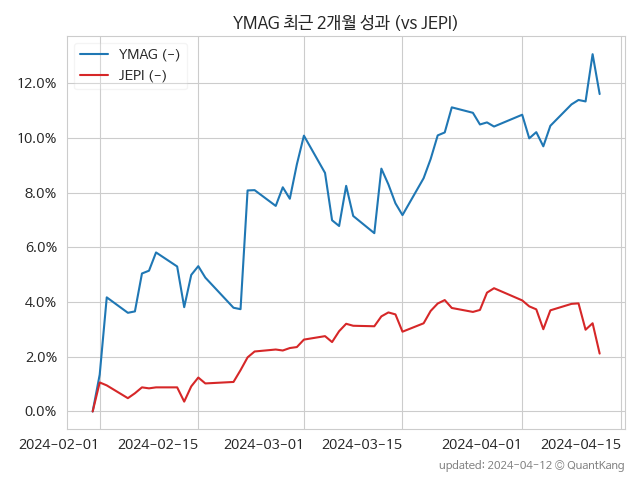 YMAG 최근 2개월 성과 (vs JEPI)
YMAG (-)
JEPI (-)
12.0%
10.0%
8.0%
6.0%
4.0%
2.0%
0.0%
2024-02-01 2024-02-15 2024-03-01 2024-03-15 2024-04-01 2024-04-15
updated: 2024-04-12 © QuantKang